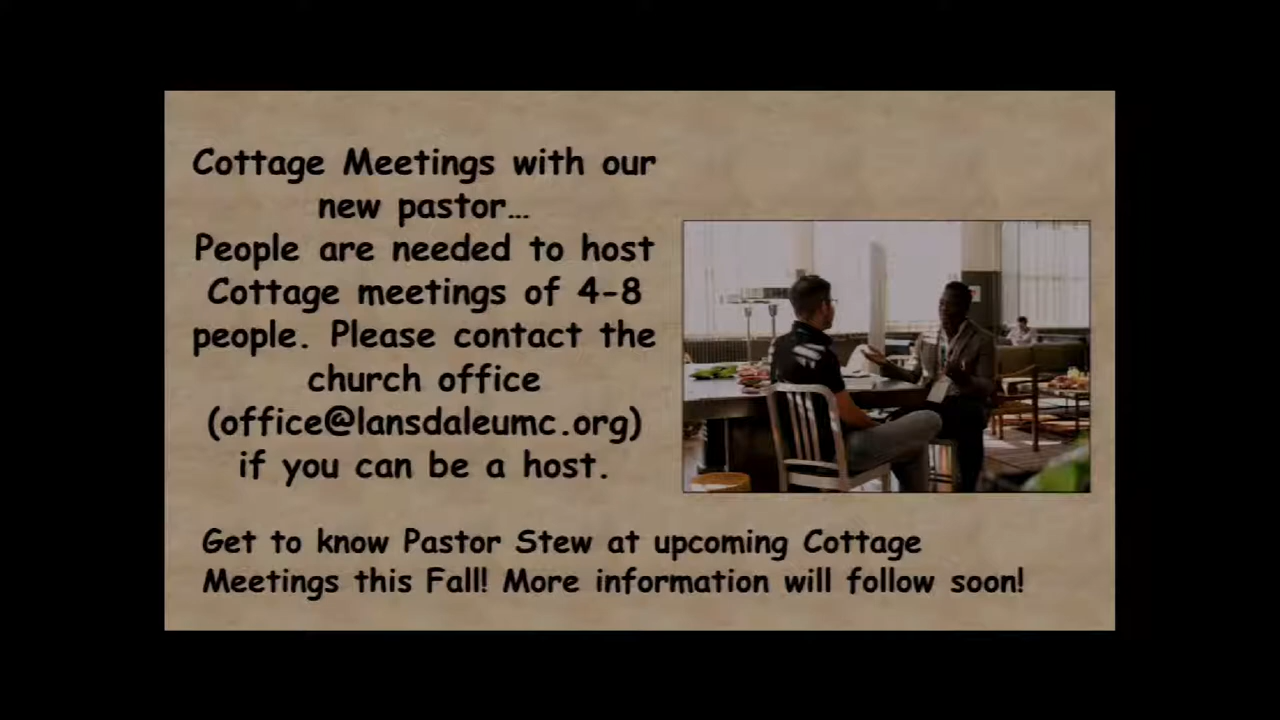 Cottage Meetings with our
new pastor…
People are needed to host
Cottage meetings of 4-8
people. Please contact the
church office
(office@lansdaleumc.org)
if you can be a host.
Get to know Pastor Stew at upcoming Cottage
Meetings this Fall! More information will follow soon!